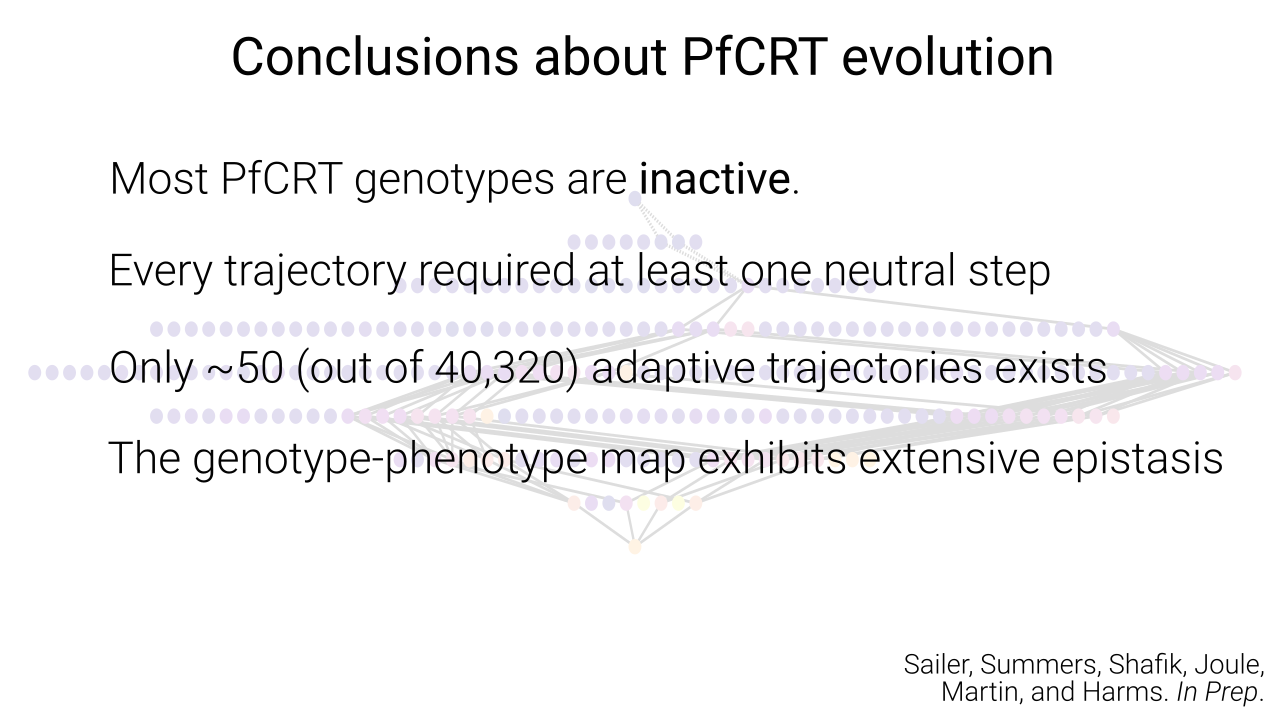 Conclusions about PfCRT evolution
Most PfCRT genotypes are inactive.
Every trajectory required at least one neutral step
Only ~50 (out of 40,320) adaptive trajectories exists
The genotype-phenotype map exhibits extensive epistasis
Sailer, Summers, Shafik, Joule,
Martin, and Harms. In Prep.